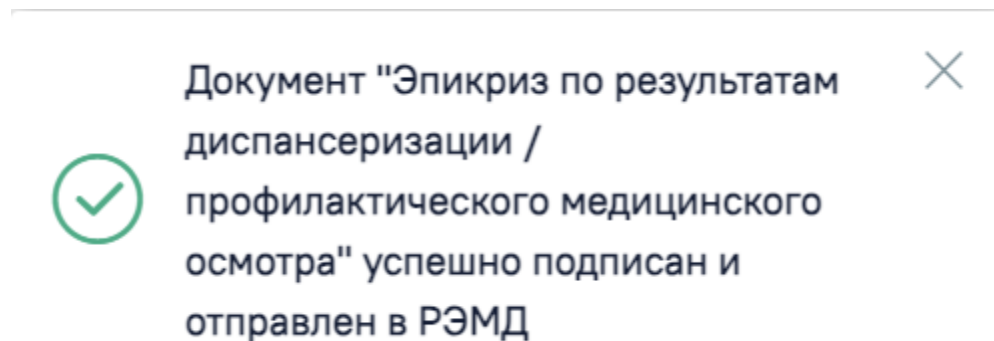 Документ "Эпикриз по результатам
диспансеризации /
профилактического медицинского
осмотра" успешно подписан и
отправлен в РЭМД